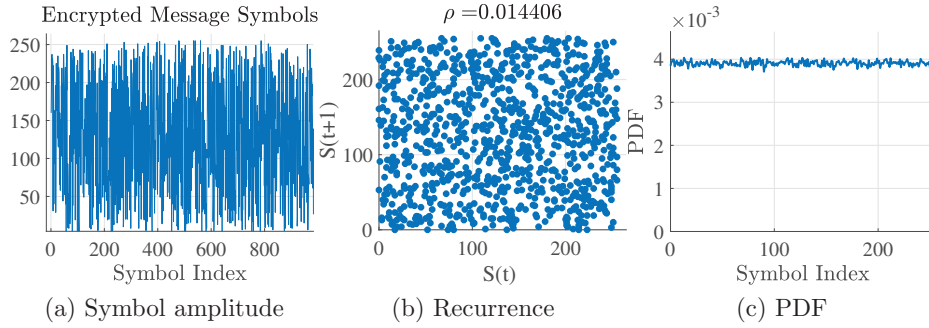 Encrypted Message Symbols
250
200
150
100
50
0 200 400 600 800
Symbol Index
(a) Symbol amplitude
ρ = 0.014406
S(t+1)
200
100
0
0 100 200
S(t)
(b) Recurrence
×10⁻³
PDF
4
3
2
1
0
0 100 200
Symbol Index
(c) PDF